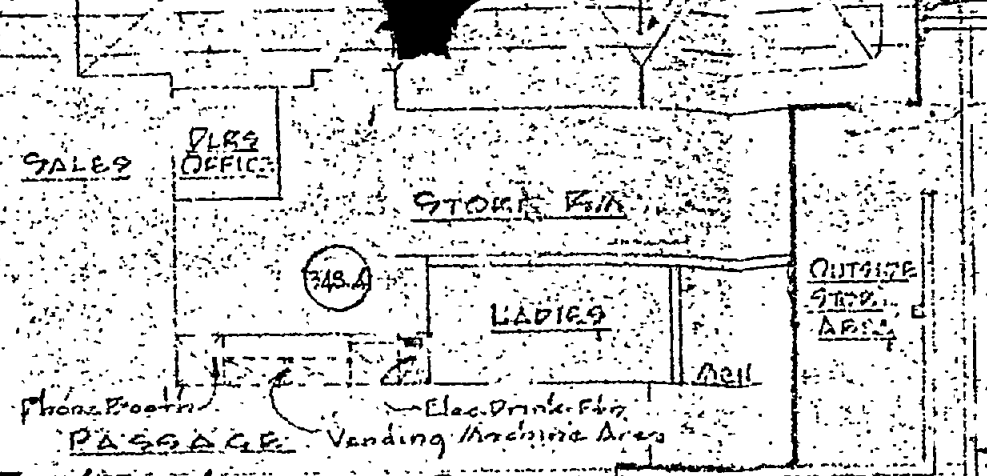 SALES
DLRS
OFFICE
STORE RM
348.4
LADIES
OUTSIDE
STOR.
AREA
Men
Phone Booth
Elec. Drink. Ftn
PASSAGE
Vending Machine Area